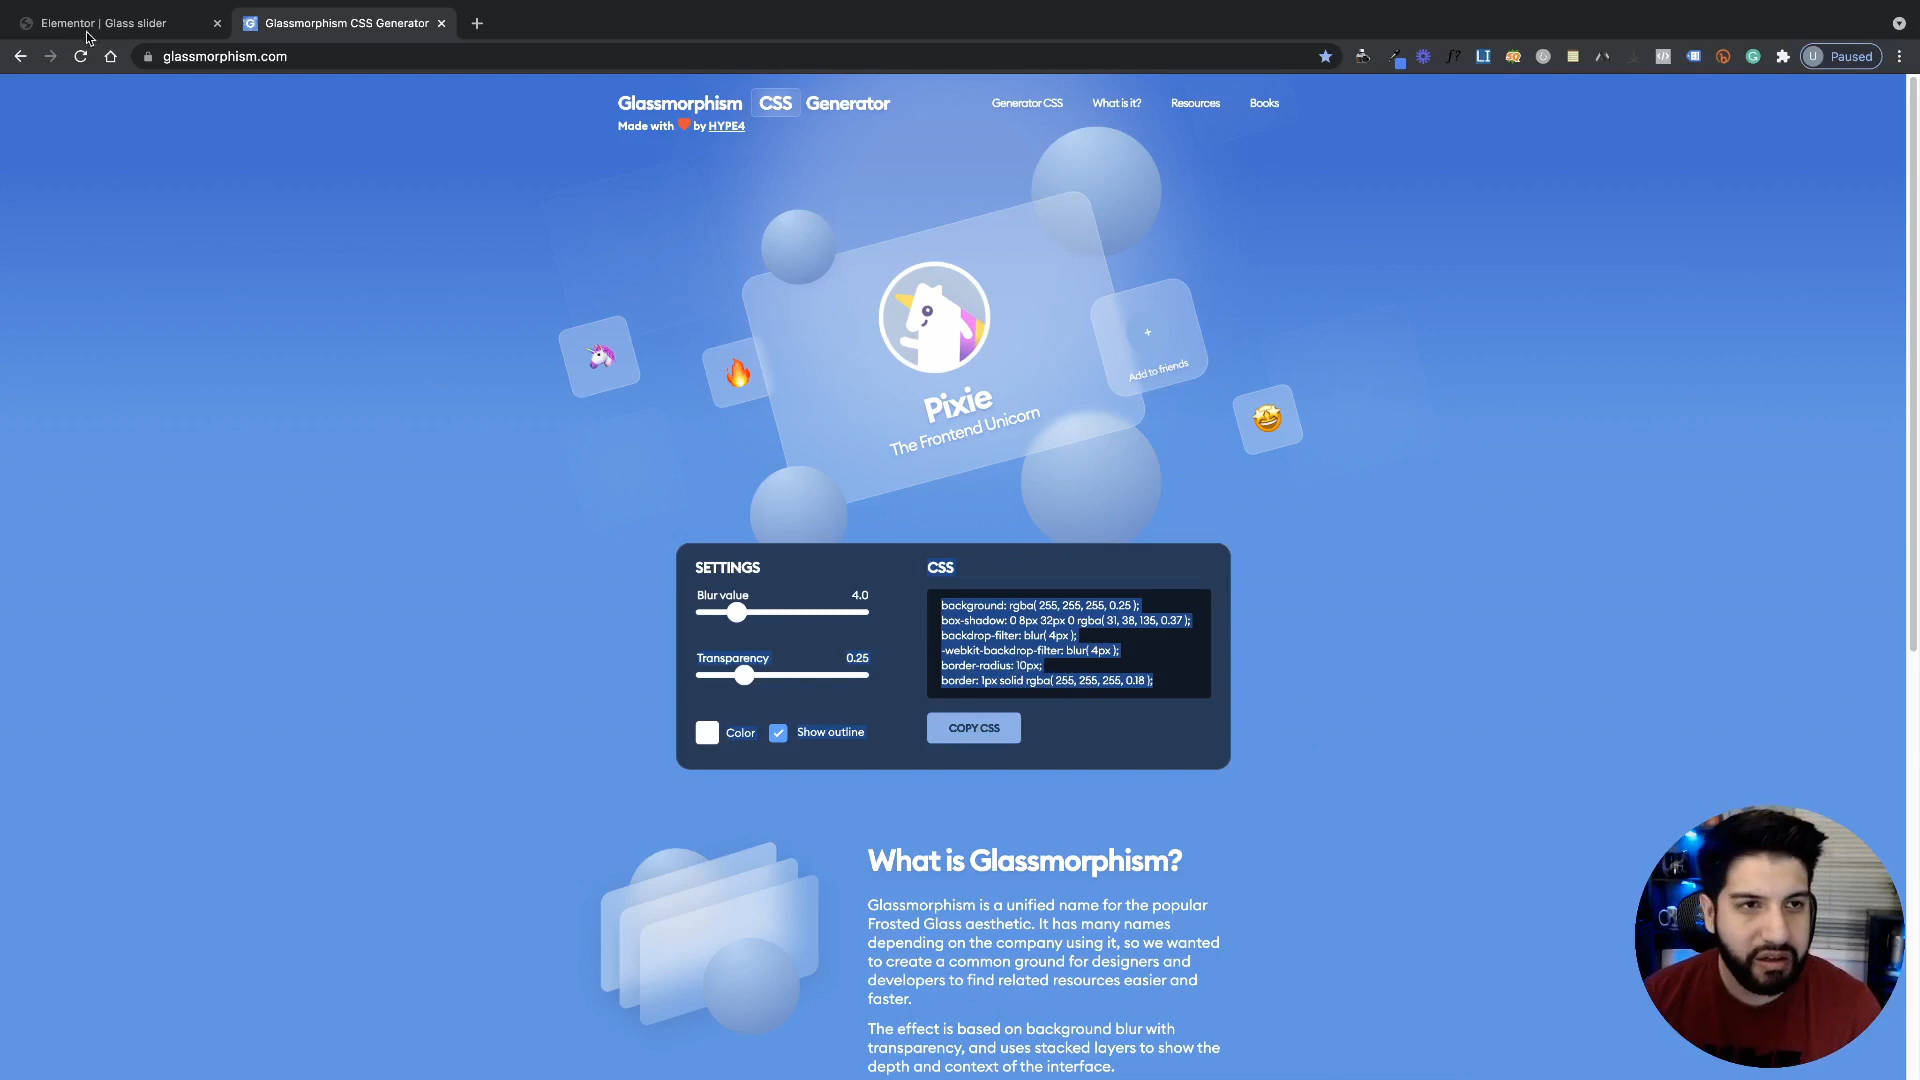 Elementor | Glass slider
Glassmorphism CSS Generator
glassmorphism.com
f?
LI
U Paused
Glassmorphism CSS Generator
Made with by HYPE4
Generator CSS
What is it?
Resources
Books
+
Add to friends
Pixie
The Frontend Unicorn
SETTINGS
Blur value 4.0
Transparency 0.25
Color
Show outline
CSS
background: rgba( 255, 255, 255, 0.25 );
box-shadow: 0 8px 32px 0 rgba( 31, 38, 135, 0.37 );
backdrop-filter: blur( 4px );
-webkit-backdrop-filter: blur( 4px );
border-radius: 10px;
border: 1px solid rgba( 255, 255, 255, 0.18 );
COPY CSS
What is Glassmorphism?
Glassmorphism is a unified name for the popular
Frosted Glass aesthetic. It has many names
depending on the company using it, so we wanted
to create a common ground for designers and
developers to find related resources easier and
faster.
The effect is based on background blur with
transparency, and uses stacked layers to show the
depth and context of the interface.